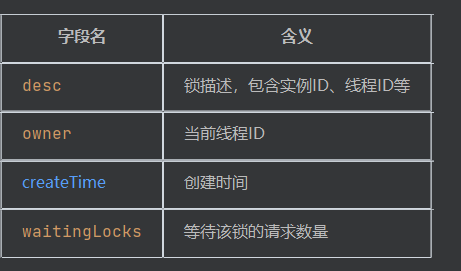 字段名 含义
desc 锁描述，包含实例ID、线程ID等
owner 当前线程ID
createTime 创建时间
waitingLocks 等待该锁的请求数量